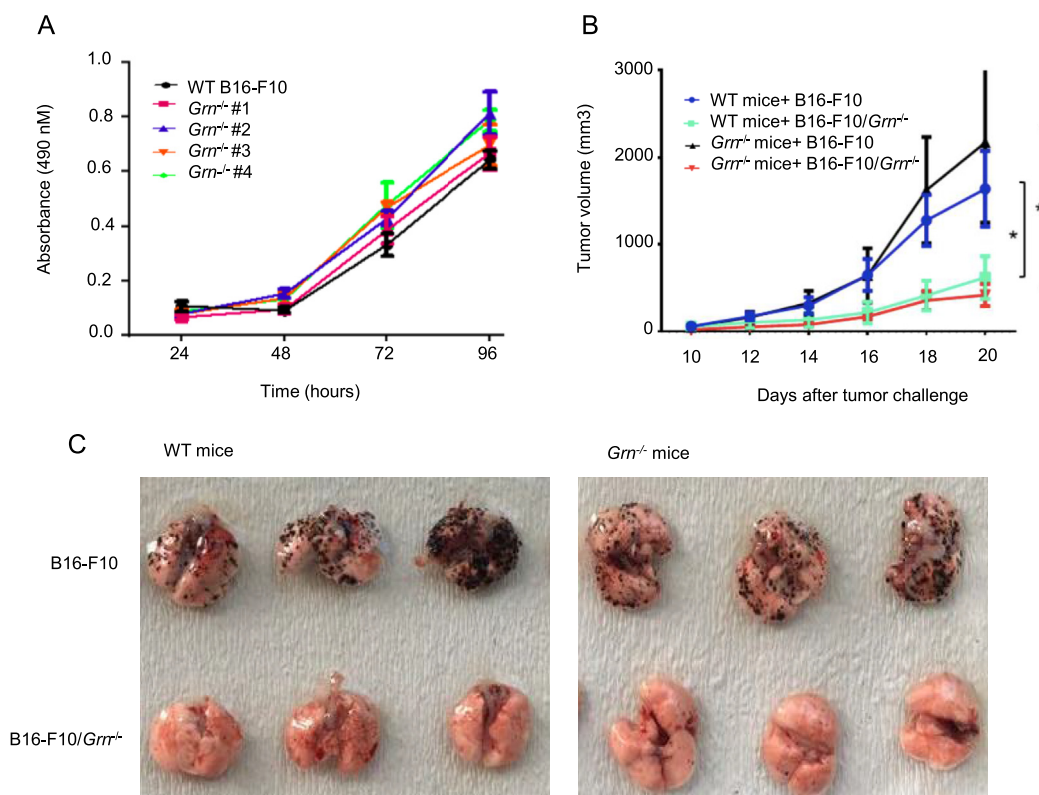 A
1.0
0.8
0.6
0.4
0.2
0.0
Absorbance (490 nM)
WT B16-F10
Grn-/- #1
Grn-/- #2
Grn-/- #3
Grn-/- #4
24 48 72 96
Time (hours)
B
3000
2000
1000
0
Tumor volume (mm3)
WT mice+ B16-F10
WT mice+ B16-F10/Grn-/-
Grn-/- mice+ B16-F10
Grn-/- mice+ B16-F10/Grn-/-
*
*
10 12 14 16 18 20
Days after tumor challenge
C
WT mice
Grn-/- mice
B16-F10
B16-F10/Grn-/-